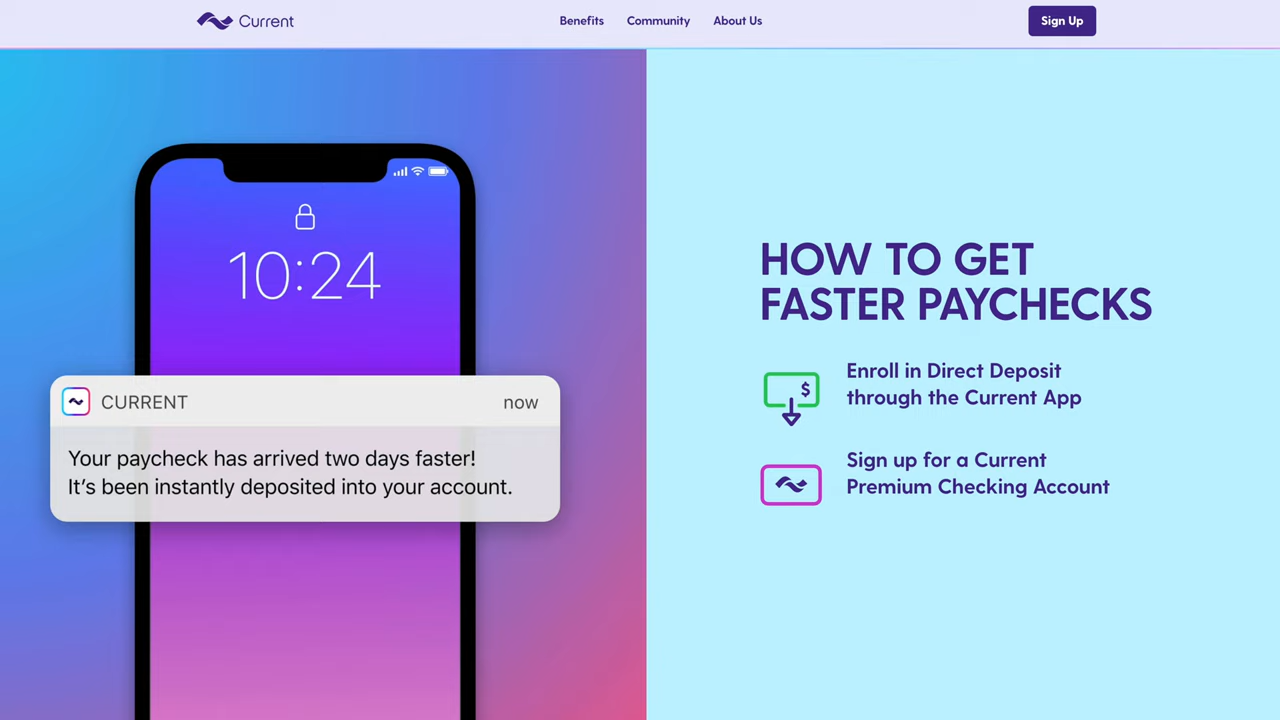 Current
Benefits
Community
About Us
Sign Up
10:24
CURRENT
now
Your paycheck has arrived two days faster!
It's been instantly deposited into your account.
HOW TO GET
FASTER PAYCHECKS
$
Enroll in Direct Deposit
through the Current App
Sign up for a Current
Premium Checking Account